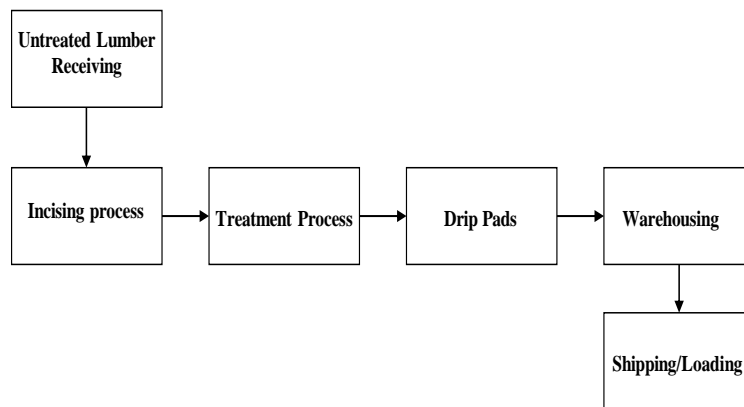 Untreated Lumber
Receiving
Incising process
Treatment Process
Drip Pads
Warehousing
Shipping/Loading